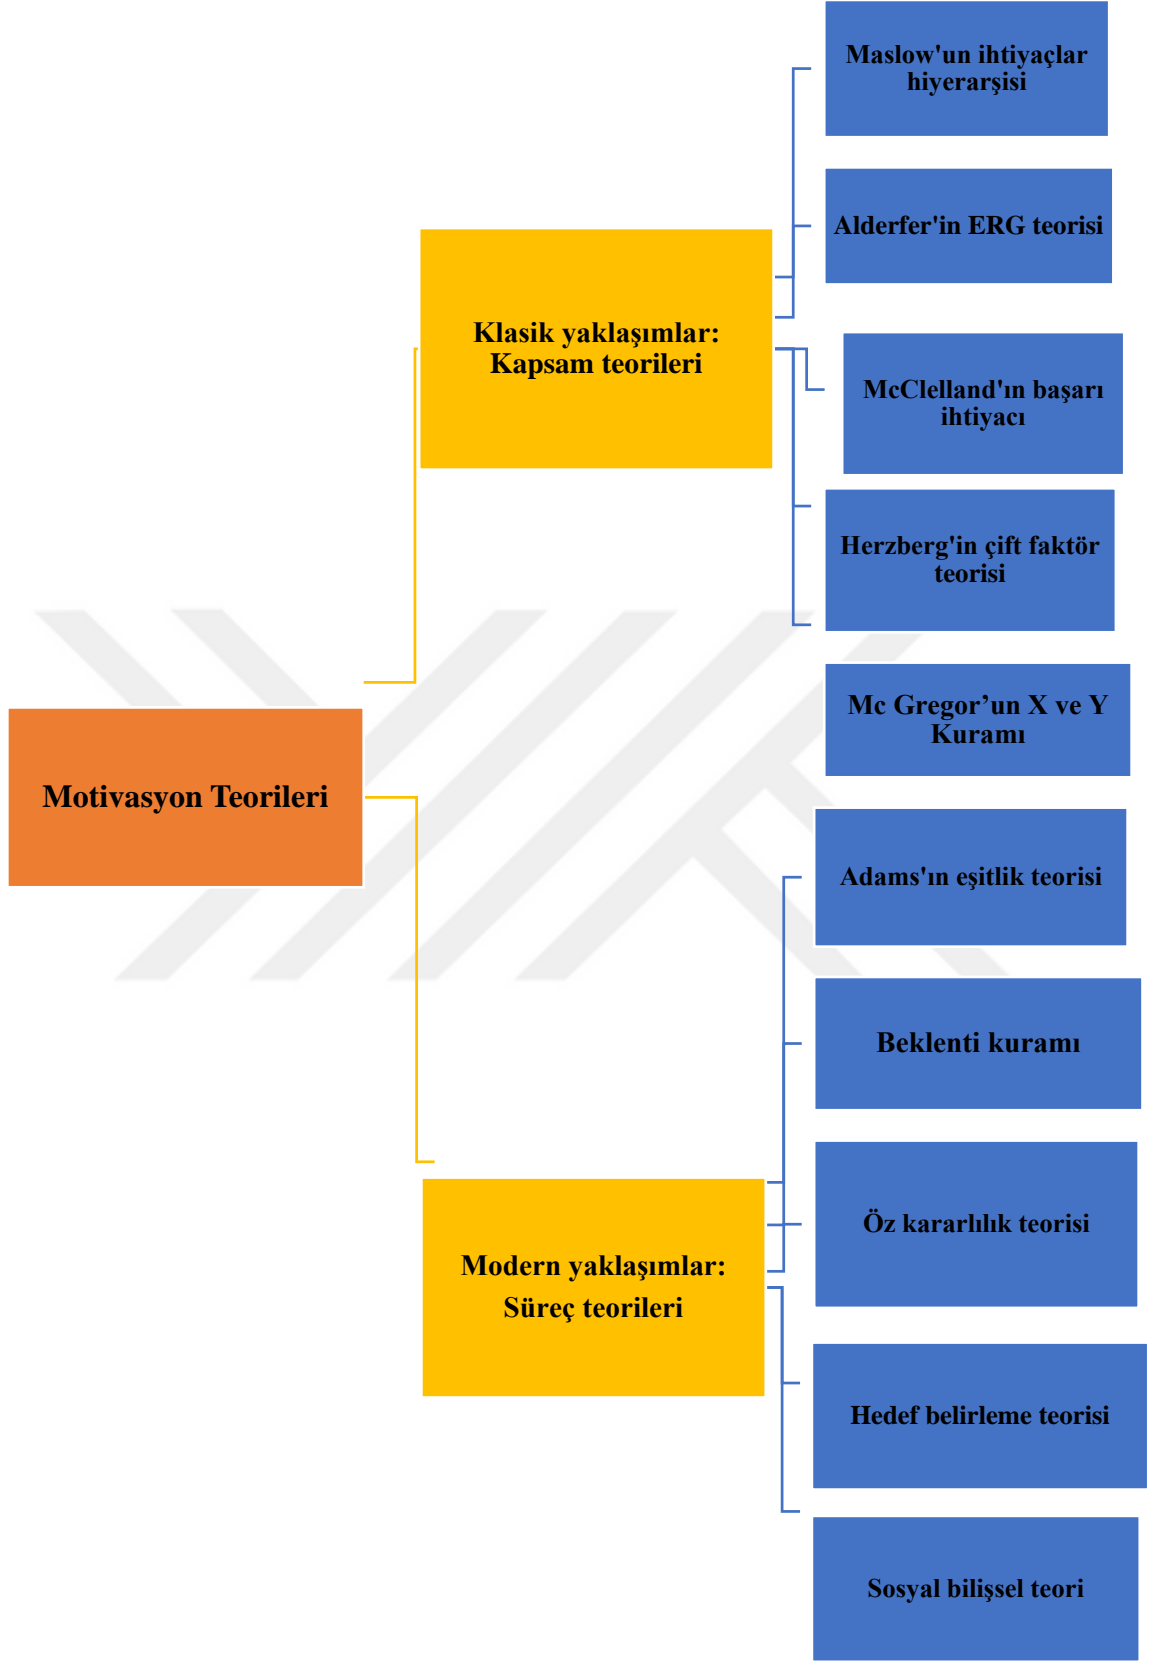 Maslow'un ihtiyaçlar
hiyerarşisi
Alderfer'in ERG teorisi
Klasik yaklaşımlar:
Kapsam teorileri
McClelland'ın başarı
ihtiyacı
Herzberg'in çift faktör
teorisi
Mc Gregor’un X ve Y
Kuramı
Motivasyon Teorileri
Adams'ın eşitlik teorisi
Beklenti kuramı
Öz kararlılık teorisi
Modern yaklaşımlar:
Süreç teorileri
Hedef belirleme teorisi
Sosyal bilişsel teori